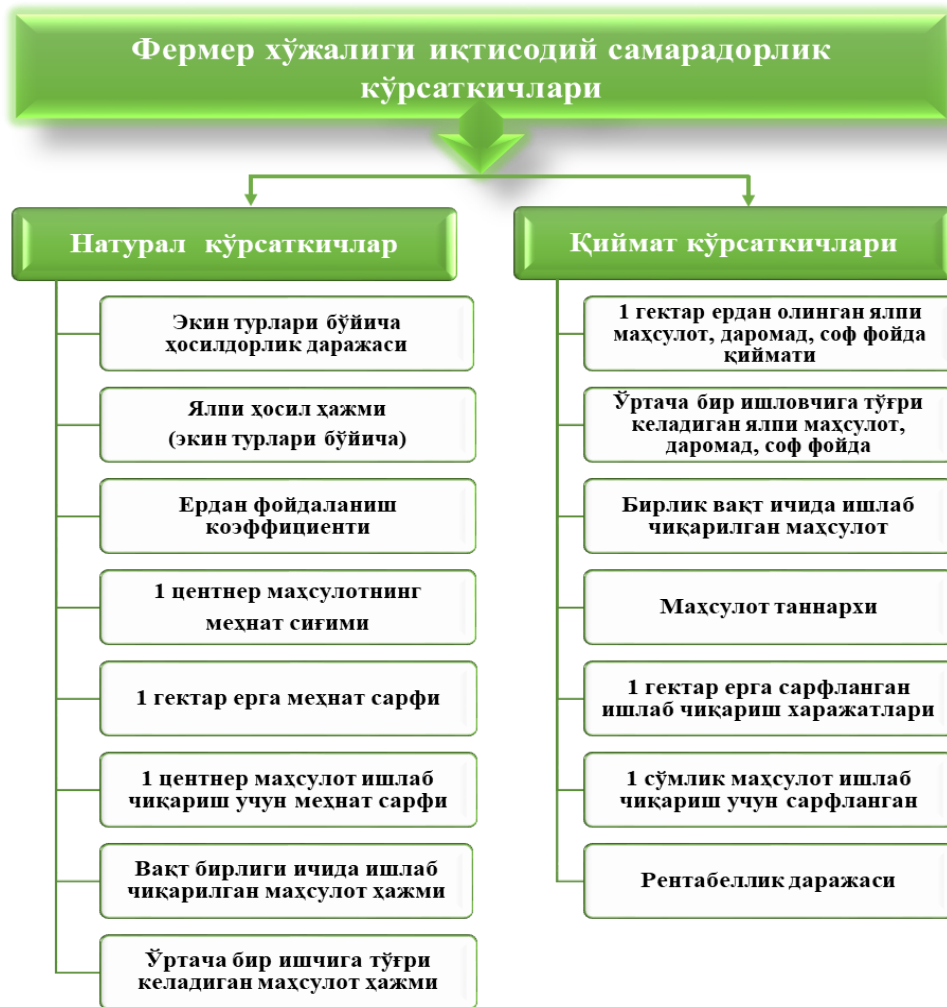 Фермер хўжалиги иқтисодий самарадорлик
кўрсаткичлари
Натурал кўрсаткичлар
Экин турлари бўйича
ҳосилдорлик даражаси
Ялпи ҳосил ҳажми
(экин турлари бўйича)
Ердан фойдаланиш
коэффициенти
1 центнер маҳсулотнинг
меҳнат сиғими
1 гектар ерга меҳнат сарфи
1 центнер маҳсулот ишлаб
чиқариш учун меҳнат сарфи
Вақт бирлиги ичида ишлаб
чиқарилган маҳсулот ҳажми
Ўртача бир ишчига тўғри
келадиган маҳсулот ҳажми
Қиймат кўрсаткичлари
1 гектар ердан олинган ялпи
маҳсулот, даромад, соф фойда
қиймати
Ўртача бир ишловчига тўғри
келадиган ялпи маҳсулот,
даромад, соф фойда
Бирлик вақт ичида ишлаб
чиқарилган маҳсулот
Маҳсулот таннархи
1 гектар ерга сарфланган
ишлаб чиқариш харажатлари
1 сўмлик маҳсулот ишлаб
чиқариш учун сарфланган
Рентабеллик даражаси